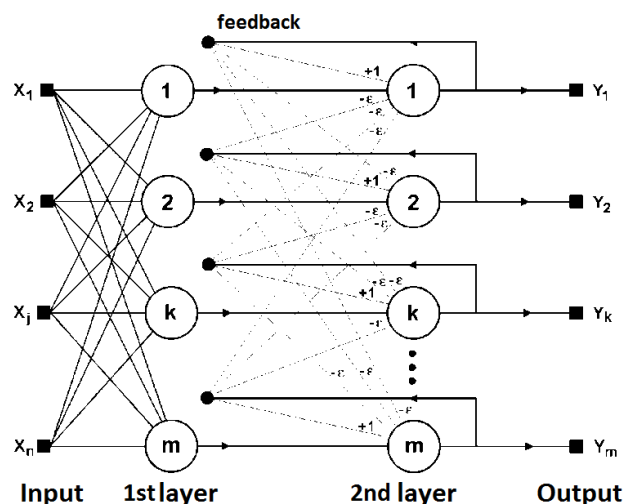 feedback
X1 1 +1 1 Y1
-ε
-ε
-ε
X2 2 +1 -ε 2 Y2
-ε
-ε
Xj k -ε -ε +1 k Yk
-ε
-ε -ε
-ε
Xn m +1 m Ym
Input 1st layer 2nd layer Output